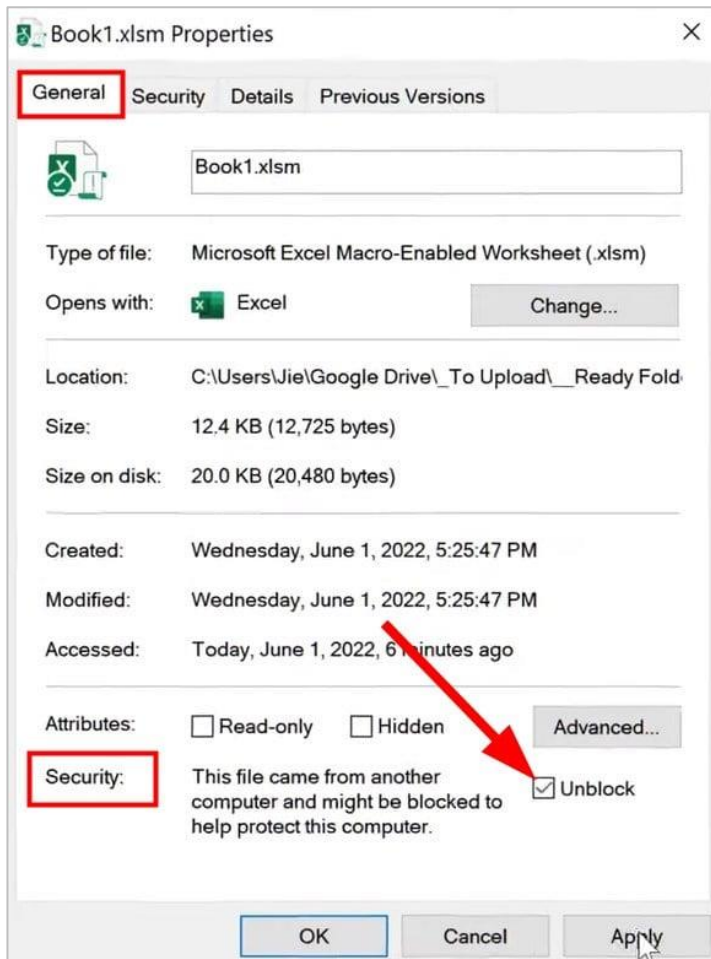 Book1.xlsm Properties
General Security Details Previous Versions
Book1.xlsm
Type of file: Microsoft Excel Macro-Enabled Worksheet (.xlsm)
Opens with: Excel Change...
Location: C:\Users\Jie\Google Drive\_To Upload\__Ready Fold
Size: 12.4 KB (12,725 bytes)
Size on disk: 20.0 KB (20,480 bytes)
Created: Wednesday, June 1, 2022, 5:25:47 PM
Modified: Wednesday, June 1, 2022, 5:25:47 PM
Accessed: Today, June 1, 2022, 6 minutes ago
Attributes: Read-only Hidden Advanced...
Security: This file came from another
computer and might be blocked to
help protect this computer.
Unblock
OK Cancel Apply